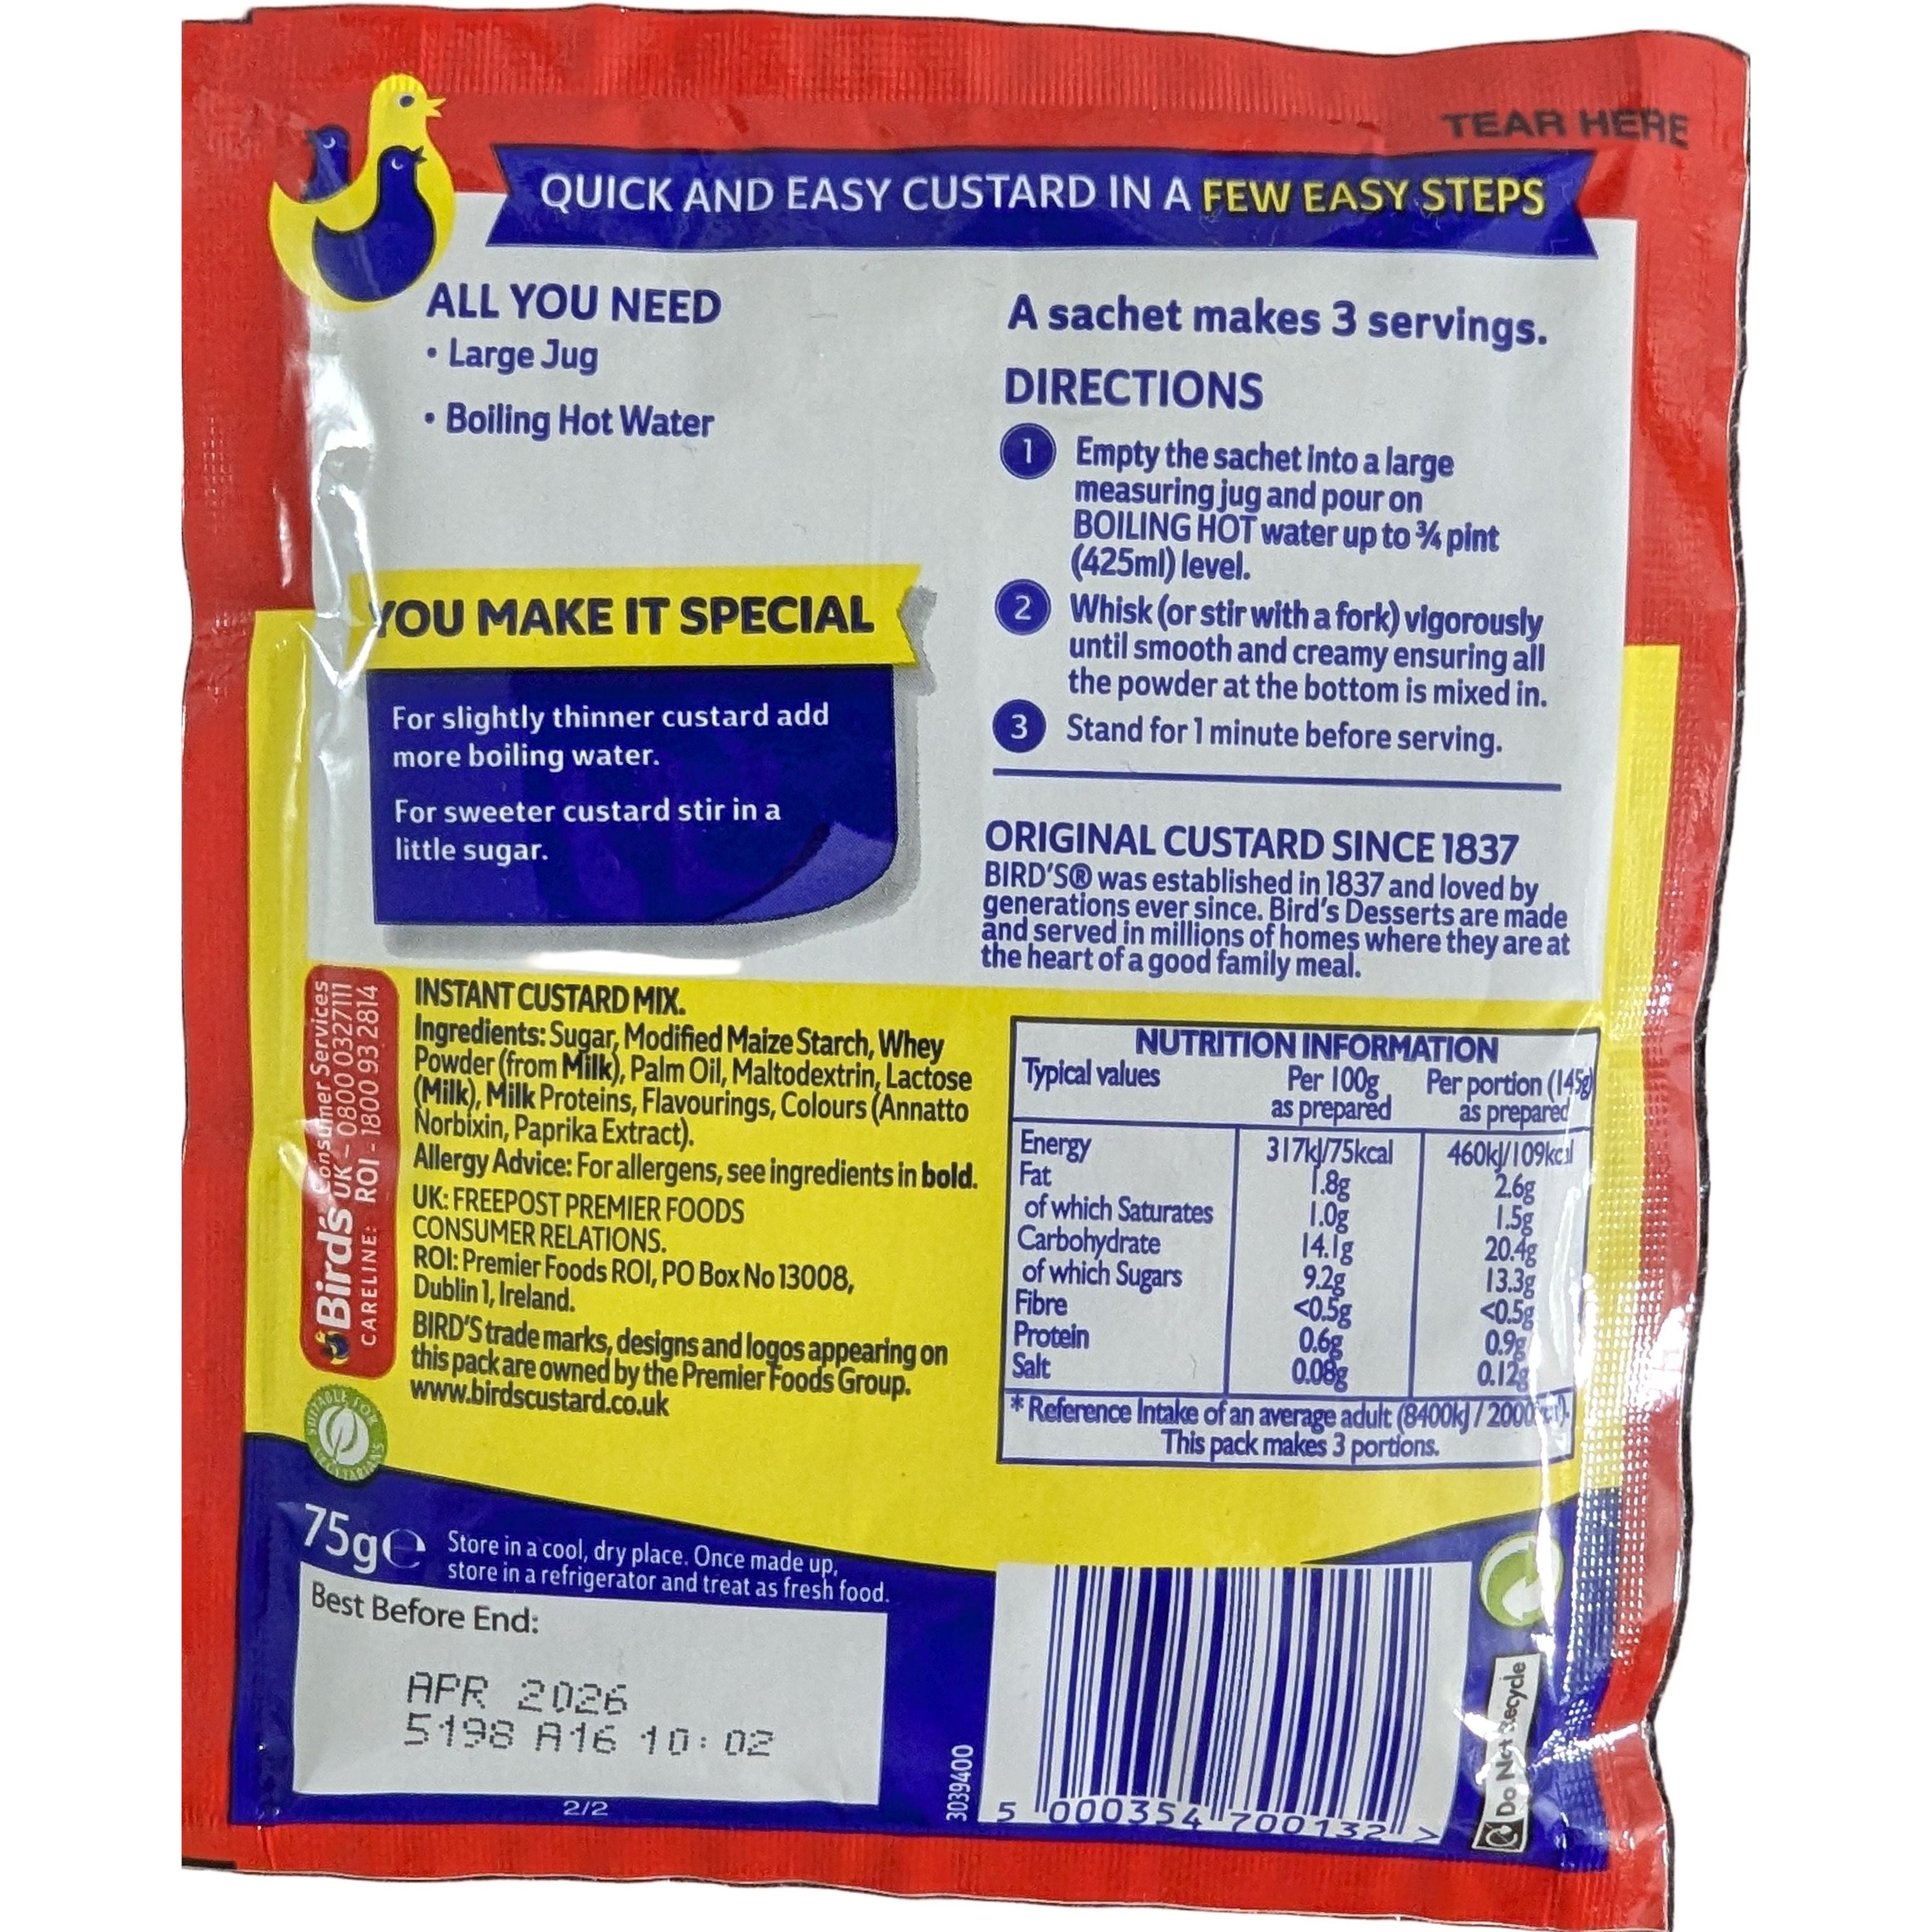 TEAR HERE
QUICK AND EASY CUSTARD IN A FEW EASY STEPS
ALL YOU NEED
• Large Jug
• Boiling Hot Water
YOU MAKE IT SPECIAL
For slightly thinner custard add
more boiling water.
For sweeter custard stir in a
little sugar.
A sachet makes 3 servings.
DIRECTIONS
1 Empty the sachet into a large
measuring jug and pour on
BOILING HOT water up to ¾ pint
(425ml) level.
2 Whisk (or stir with a fork) vigorously
until smooth and creamy ensuring all
the powder at the bottom is mixed in.
3 Stand for 1 minute before serving.
ORIGINAL CUSTARD SINCE 1837
BIRD'S® was established in 1837 and loved by
generations ever since. Bird's Desserts are made
and served in millions of homes where they are at
the heart of a good family meal.
Bird's Consumer Services
UK – 0800 0327111
CARELINE: ROI - 1800 93 2814
INSTANT CUSTARD MIX.
Ingredients: Sugar, Modified Maize Starch, Whey
Powder (from Milk), Palm Oil, Maltodextrin, Lactose
(Milk), Milk Proteins, Flavourings, Colours (Annatto
Norbixin, Paprika Extract).
Allergy Advice: For allergens, see ingredients in bold.
UK: FREEPOST PREMIER FOODS
CONSUMER RELATIONS.
ROI: Premier Foods ROI, PO Box No 13008,
Dublin 1, Ireland.
BIRD'S trade marks, designs and logos appearing on
this pack are owned by the Premier Foods Group.
www.birdscustard.co.uk
SUITABLE FOR VEGETARIANS
NUTRITION INFORMATION
Typical values Per 100g as prepared Per portion (145g) as prepared
Energy 317kJ/75kcal 460kJ/109kcal
Fat 1.8g 2.6g
of which Saturates 1.0g 1.5g
Carbohydrate 14.1g 20.4g
of which Sugars 9.2g 13.3g
Fibre <0.5g <0.5g
Protein 0.6g 0.9g
Salt 0.08g 0.12g
* Reference Intake of an average adult (8400kJ / 2000
This pack makes 3 portions.
75g℮
Store in a cool, dry place. Once made up,
store in a refrigerator and treat as fresh food.
Best Before End:
APR 2026
5198 A16 10:02
2/2
3039400
5 000354 700132 >
Do Not Recycle